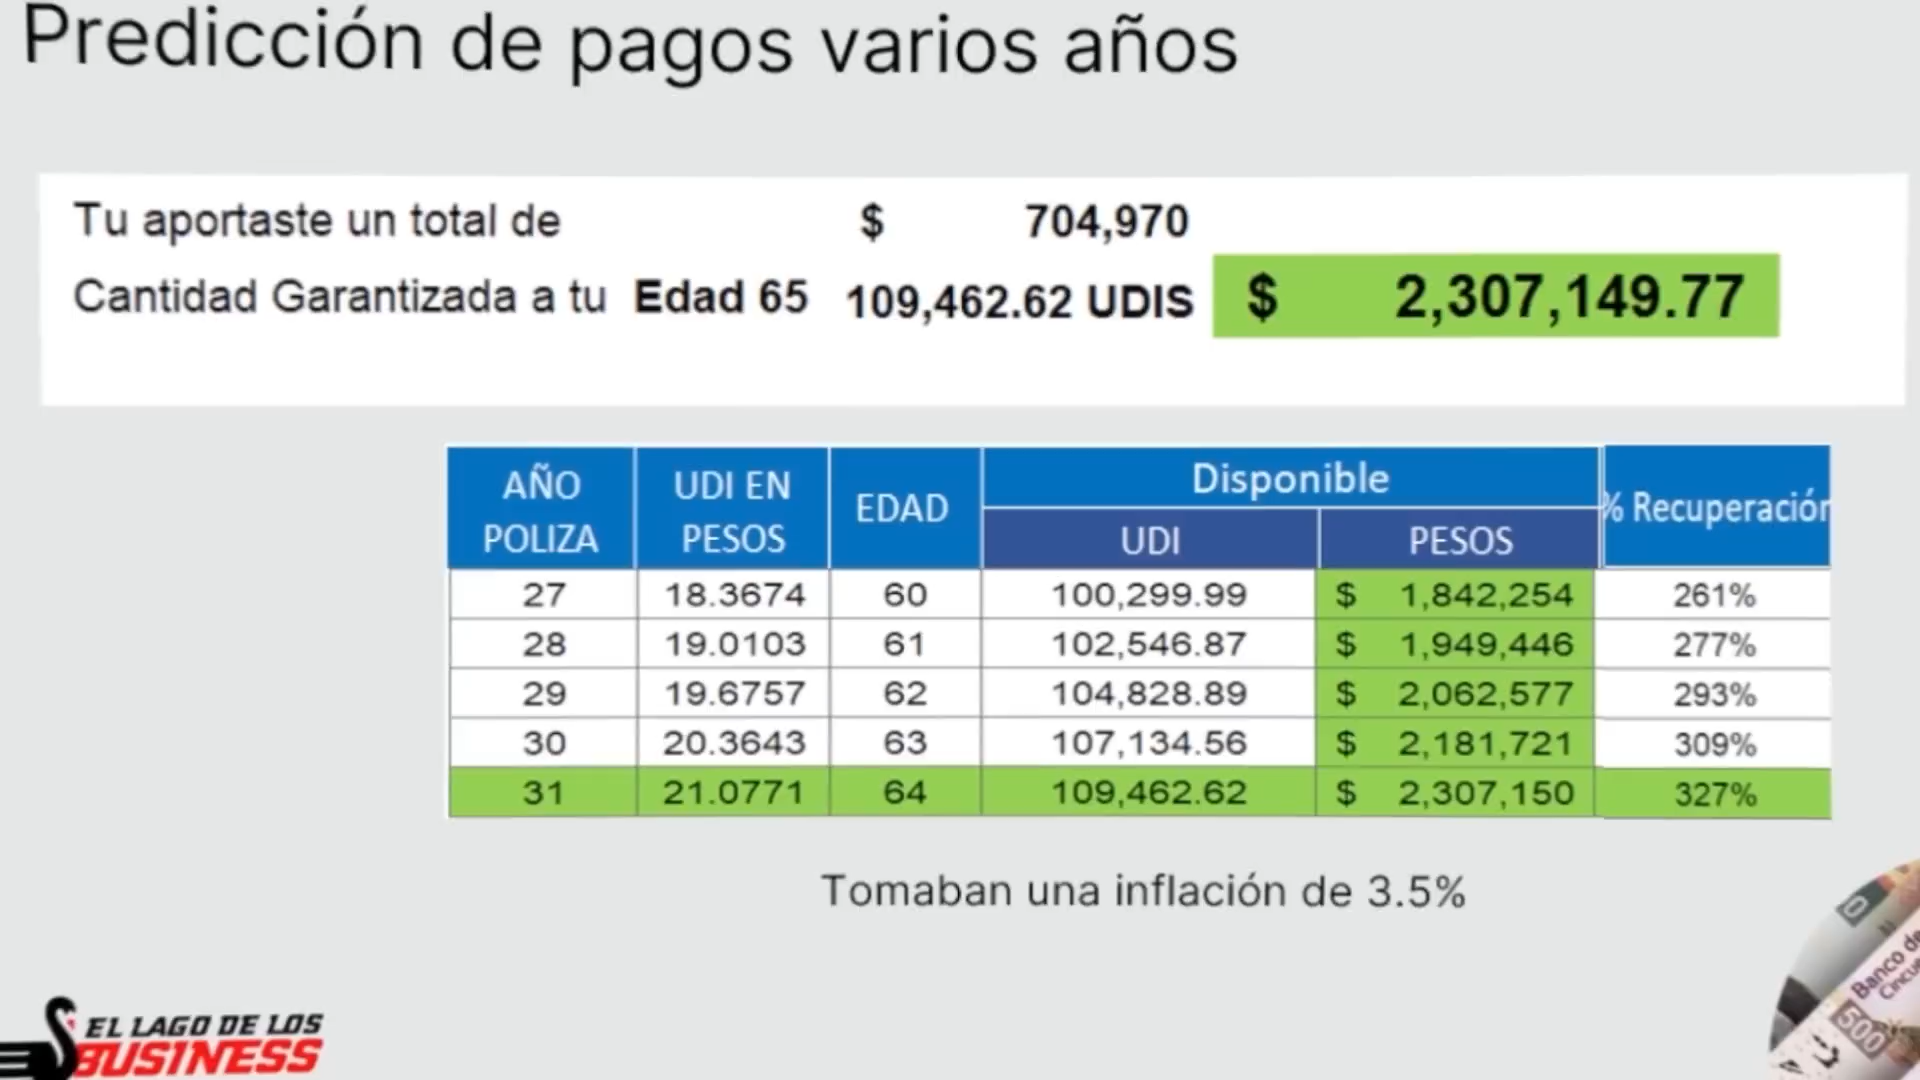 Predicción de pagos varios años
Tu aportaste un total de $ 704,970
Cantidad Garantizada a tu Edad 65 109,462.62 UDIS $ 2,307,149.77
AÑO POLIZA UDI EN PESOS EDAD Disponible % Recuperación
UDI PESOS
27 18.3674 60 100,299.99 $ 1,842,254 261%
28 19.0103 61 102,546.87 $ 1,949,446 277%
29 19.6757 62 104,828.89 $ 2,062,577 293%
30 20.3643 63 107,134.56 $ 2,181,721 309%
31 21.0771 64 109,462.62 $ 2,307,150 327%
Tomaban una inflación de 3.5%
EL LAGO DE LOS
BUSINESS
0
Banco de
500